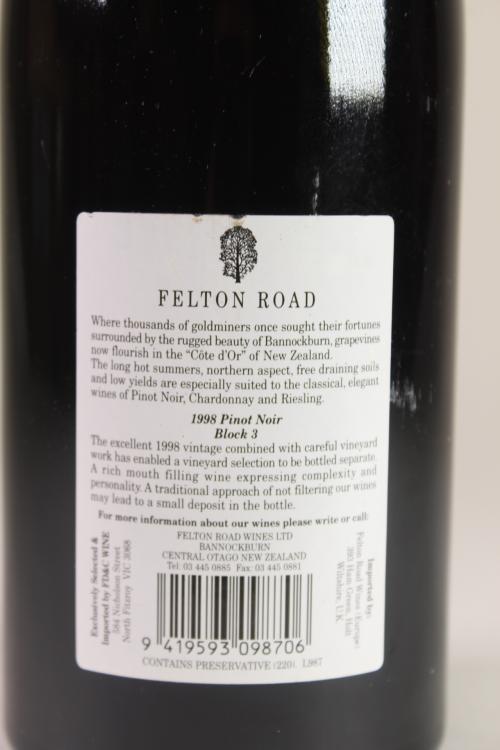 FELTON ROAD
Where thousands of goldminers once sought their fortunes
surrounded by the rugged beauty of Bannockburn, grapevines
now flourish in the "Côte d'Or" of New Zealand.
The long hot summers, northern aspect, free draining soils
and low yields are especially suited to the classical, elegant
wines of Pinot Noir, Chardonnay and Riesling.
1998 Pinot Noir
Block 3
The excellent 1998 vintage combined with careful vineyard
work has enabled a vineyard selection to be bottled separate.
A rich mouth filling wine expressing complexity and
personality. A traditional approach of not filtering our wines
may lead to a small deposit in the bottle.
For more information about our wines please write or call:
FELTON ROAD WINES LTD
BANNOCKBURN
CENTRAL OTAGO NEW ZEALAND
Tel: 03 445 0885 Fax: 03 445 0881
Exclusively Selected &
Imported by FD&C WINE
584 Nicholson Street
North Fitzroy VIC 3068
Imported by:
Felton Road Wines (Europe)
393 Ham Green, Holt
Wiltshire, U.K.
9 419593 098706
CONTAINS PRESERVATIVE (220). L987